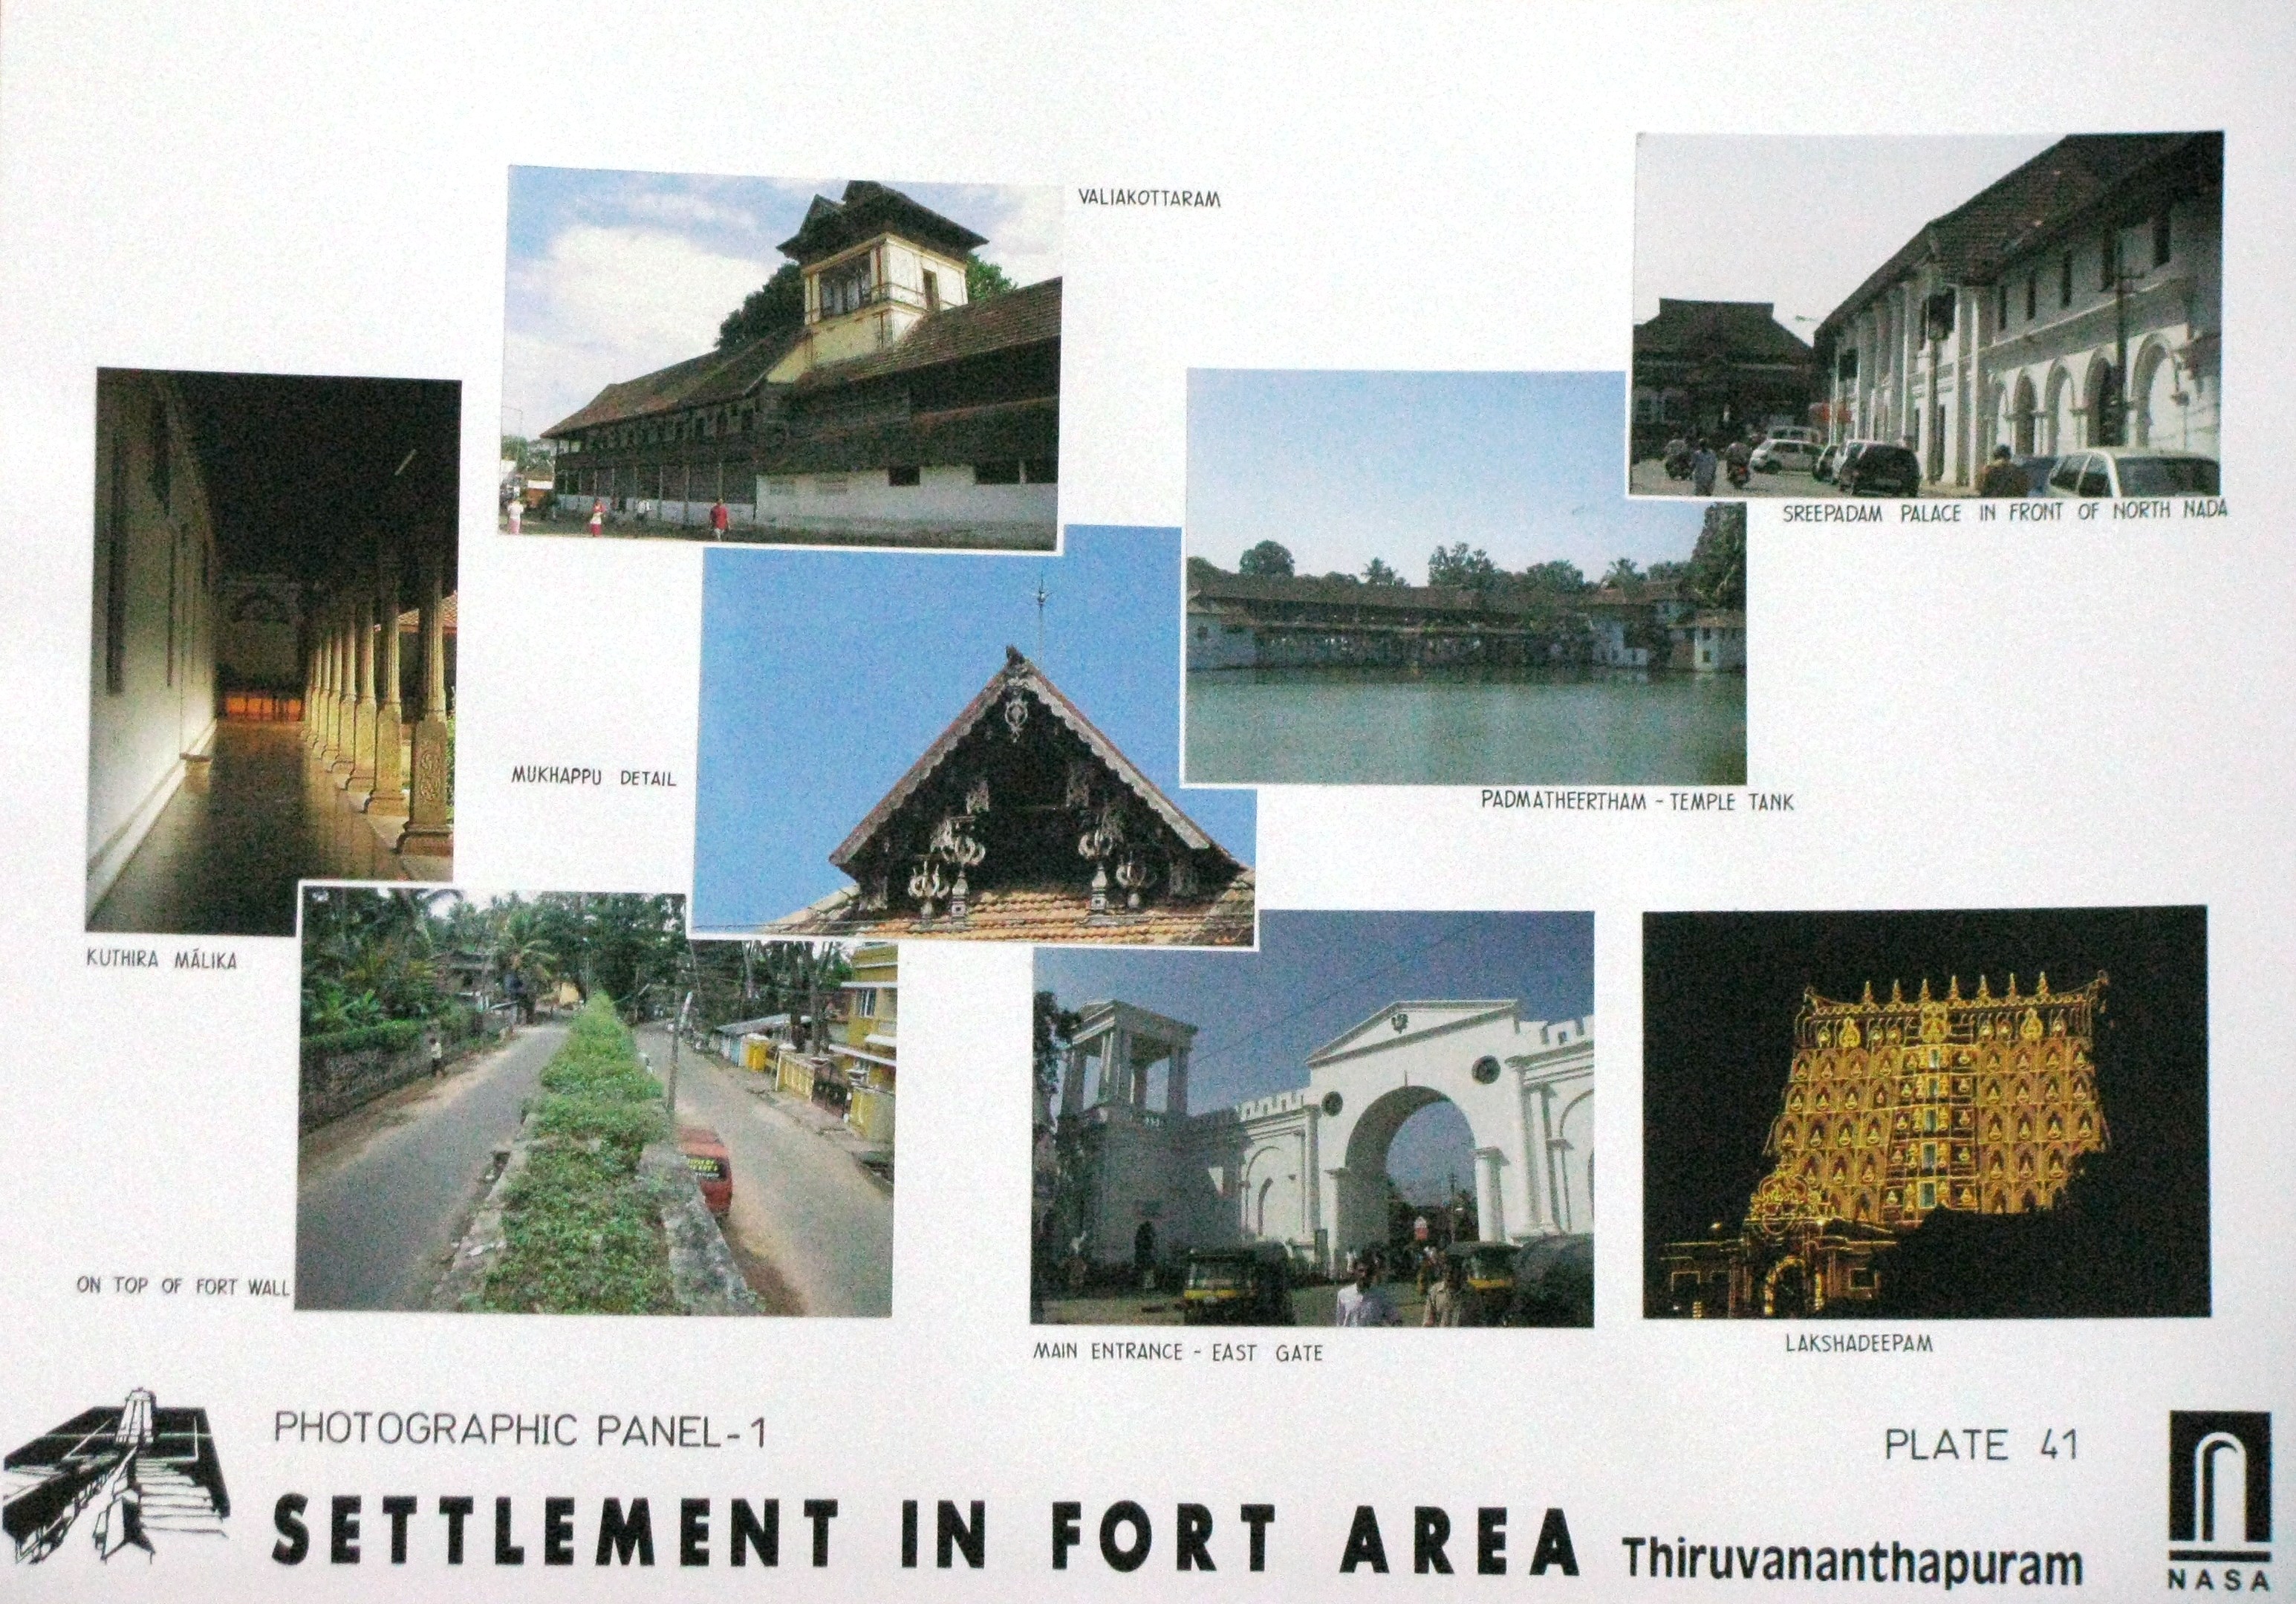 VALIAKOTTARAM
SREEPADAM PALACE IN FRONT OF NORTH NADA
MUKHAPPU DETAIL
PADMATHEERTHAM - TEMPLE TANK
KUTHIRA MĀLIKA
ON TOP OF FORT WALL
MAIN ENTRANCE - EAST GATE
LAKSHADEEPAM
PHOTOGRAPHIC PANEL-1
PLATE 41
SETTLEMENT IN FORT AREA Thiruvananthapuram
NASA